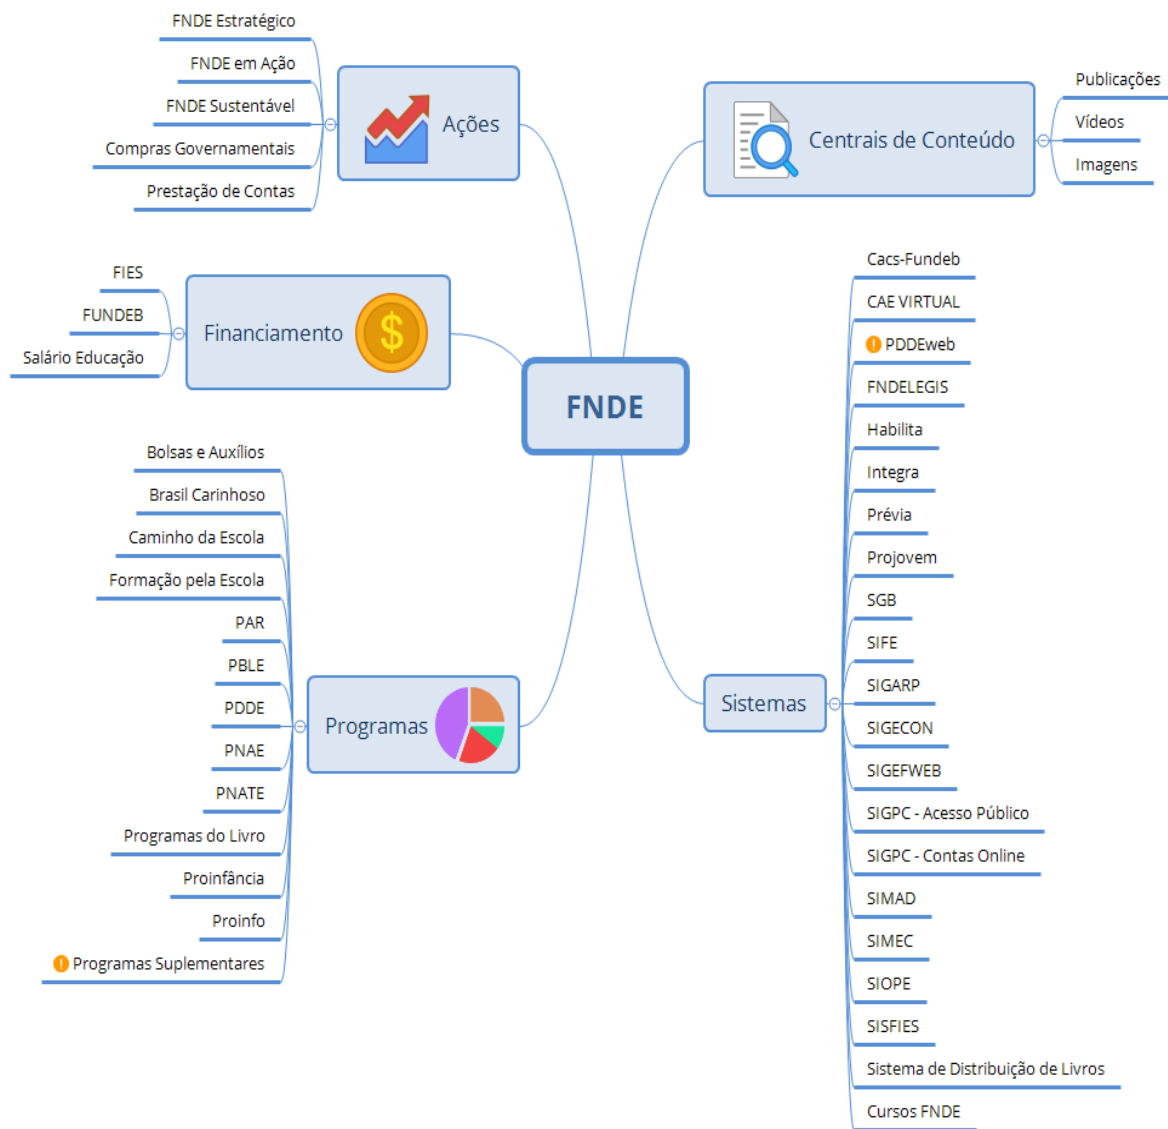 FNDE
Ações
FNDE Estratégico
FNDE em Ação
FNDE Sustentável
Compras Governamentais
Prestação de Contas
Financiamento
$
FIES
FUNDEB
Salário Educação
Programas
Bolsas e Auxílios
Brasil Carinhoso
Caminho da Escola
Formação pela Escola
PAR
PBLE
PDDE
PNAE
PNATE
Programas do Livro
Proinfância
Proinfo
! Programas Suplementares
Centrais de Conteúdo
Publicações
Vídeos
Imagens
Sistemas
Cacs-Fundeb
CAE VIRTUAL
! PDDEweb
FNDELEGIS
Habilita
Integra
Prévia
Projovem
SGB
SIFE
SIGARP
SIGECON
SIGEFWEB
SIGPC - Acesso Público
SIGPC - Contas Online
SIMAD
SIMEC
SIOPE
SISFIES
Sistema de Distribuição de Livros
Cursos FNDE